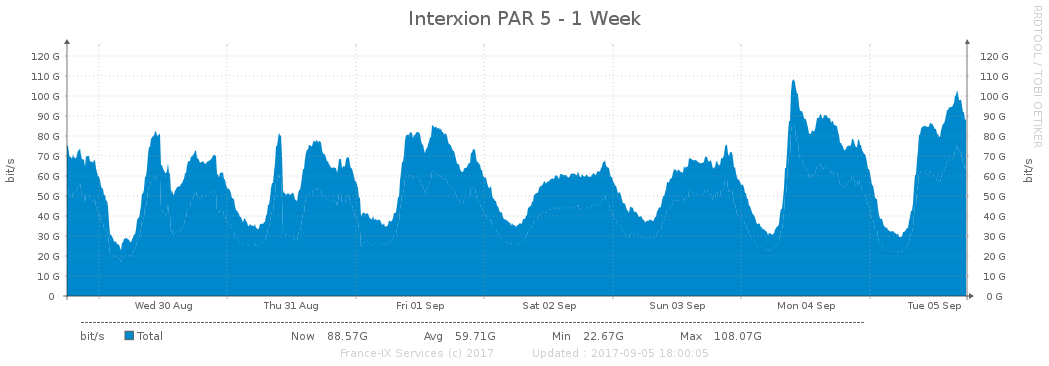 Interxion PAR 5 - 1 Week
RRDTOOL / TOBI OETIKER
bit/s
120 G
110 G
100 G
90 G
80 G
70 G
60 G
50 G
40 G
30 G
20 G
10 G
0
120 G
110 G
100 G
90 G
80 G
70 G
60 G
50 G
40 G
30 G
20 G
10 G
0 G
bit/s
Wed 30 Aug Thu 31 Aug Fri 01 Sep Sat 02 Sep Sun 03 Sep Mon 04 Sep Tue 05 Sep
bit/s Total Now 88.57G Avg 59.71G Min 22.67G Max 108.07G
France-IX Services (c) 2017 Updated : 2017-09-05 18:00:05